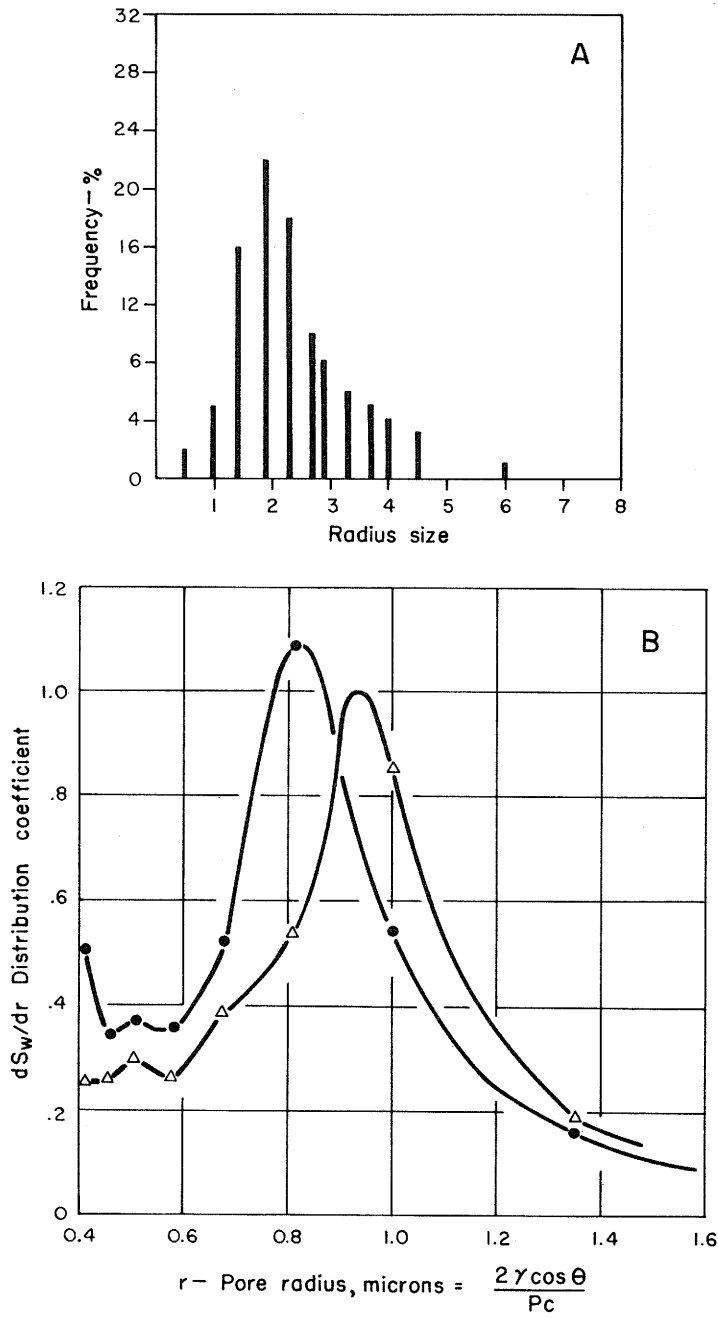 A
32
28
24
20
16
12
6
4
0
Frequency-%
1 2 3 4 5 6 7 8
Radius size
B
1.2
1.0
.8
.6
.4
.2
0
dSw/dr Distribution coefficient
0.4 0.6 0.8 1.0 1.2 1.4 1.6
r- Pore radius, microns = 2γcosθ
Pc